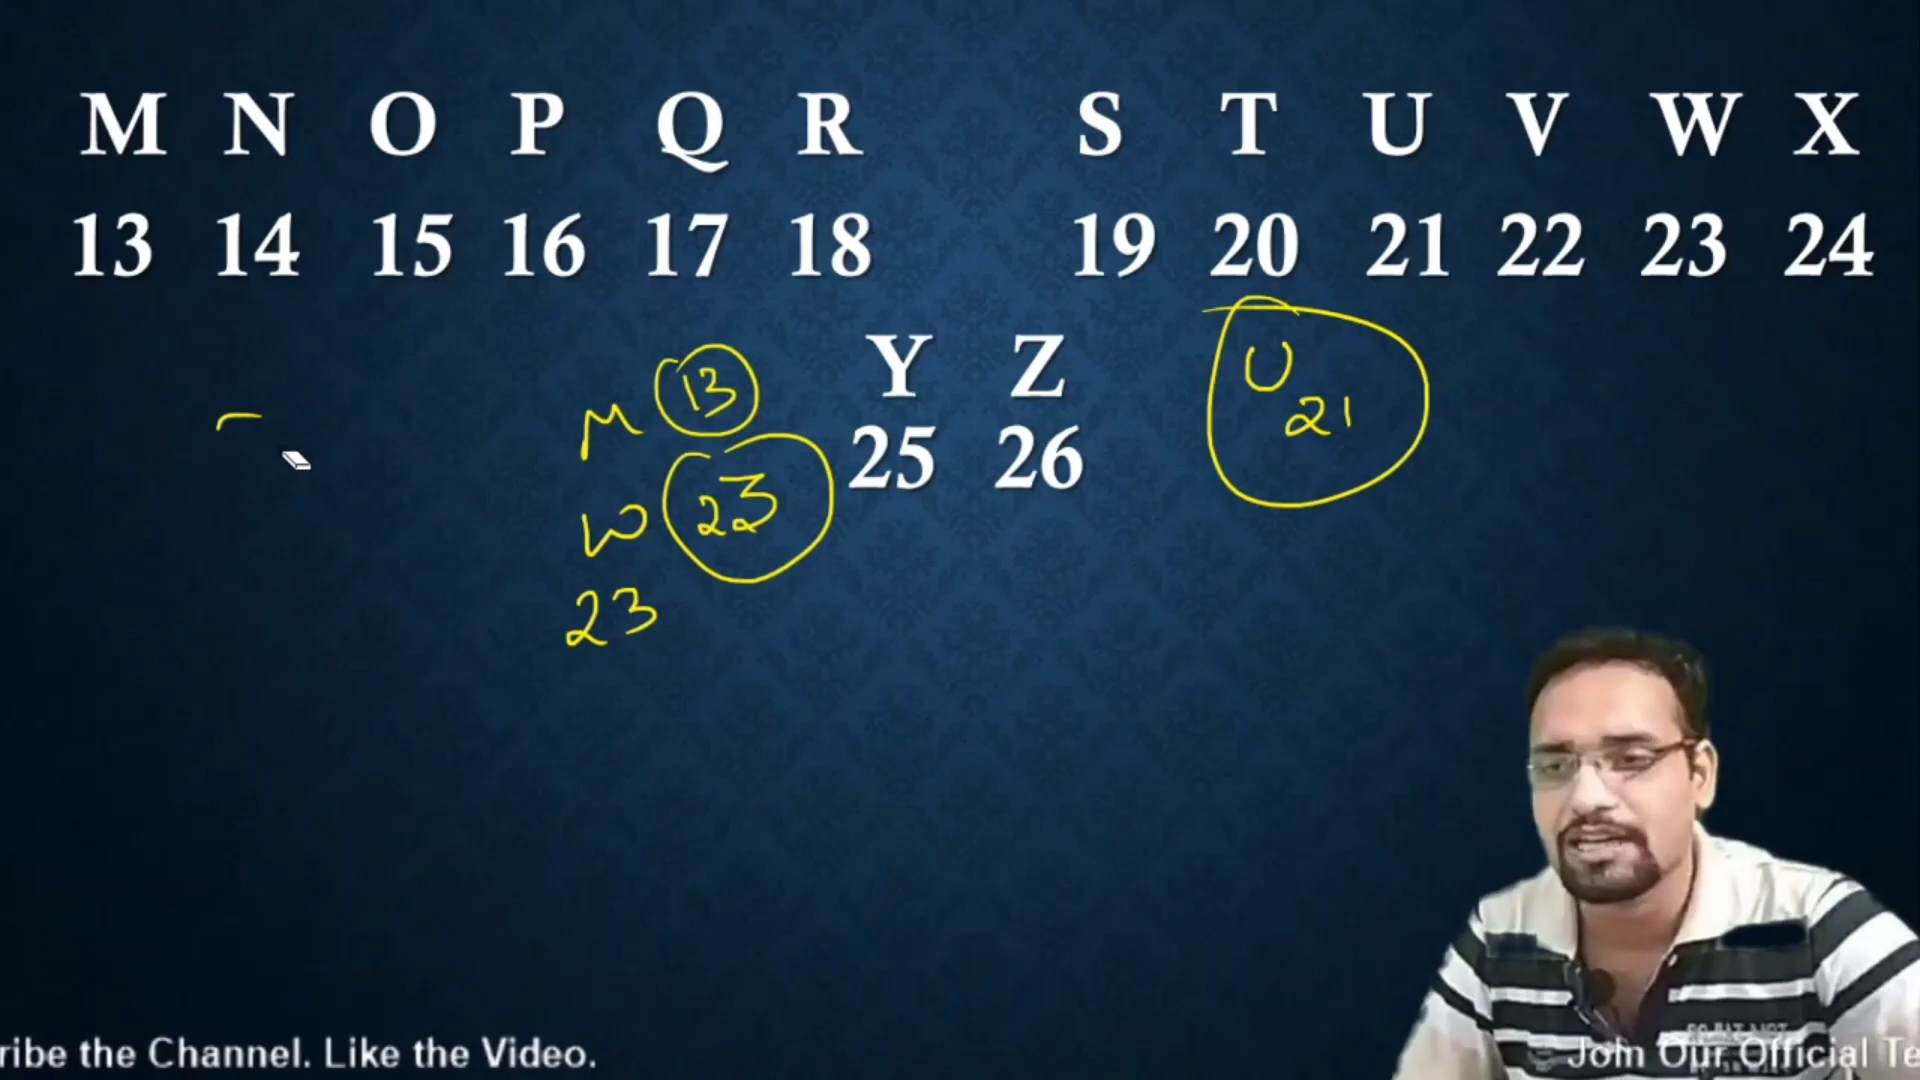 M N O P Q R S T U V W X
13 14 15 16 17 18 19 20 21 22 23 24
Y Z
25 26
M 13
W 23
23
U
21
ribe the Channel. Like the Video.
Join Our Official Te